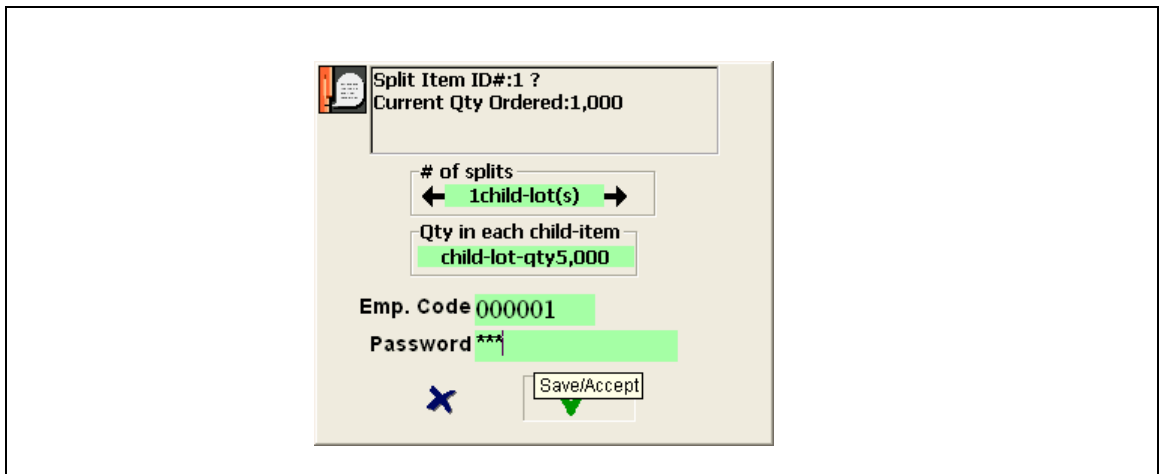 Split Item ID#:1 ?
Current Qty Ordered:1,000
# of splits
1child-lot(s)
Qty in each child-item
child-lot-qty5,000
Emp. Code 000001
Password ***
Save/Accept